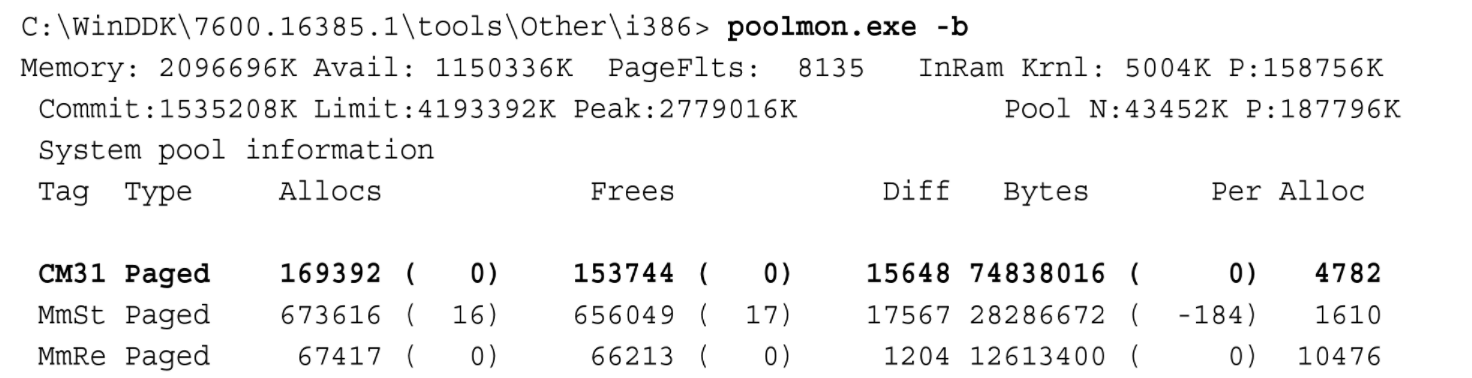 C:\WinDDK\7600.16385.1\tools\Other\i386> poolmon.exe -b
Memory: 2096696K Avail: 1150336K  PageFlts:  8135   InRam Krnl: 5004K P:158756K
 Commit:1535208K Limit:4193392K Peak:2779016K            Pool N:43452K P:187796K
 System pool information
 Tag  Type     Allocs            Frees            Diff   Bytes       Per Alloc
 CM31 Paged    169392 (   0)    153744 (   0)    15648 74838016 (      0)   4782
 MmSt Paged    673616 (  16)    656049 (  17)    17567 28286672 (   -184)   1610
 MmRe Paged     67417 (   0)     66213 (   0)     1204 12613400 (      0)  10476